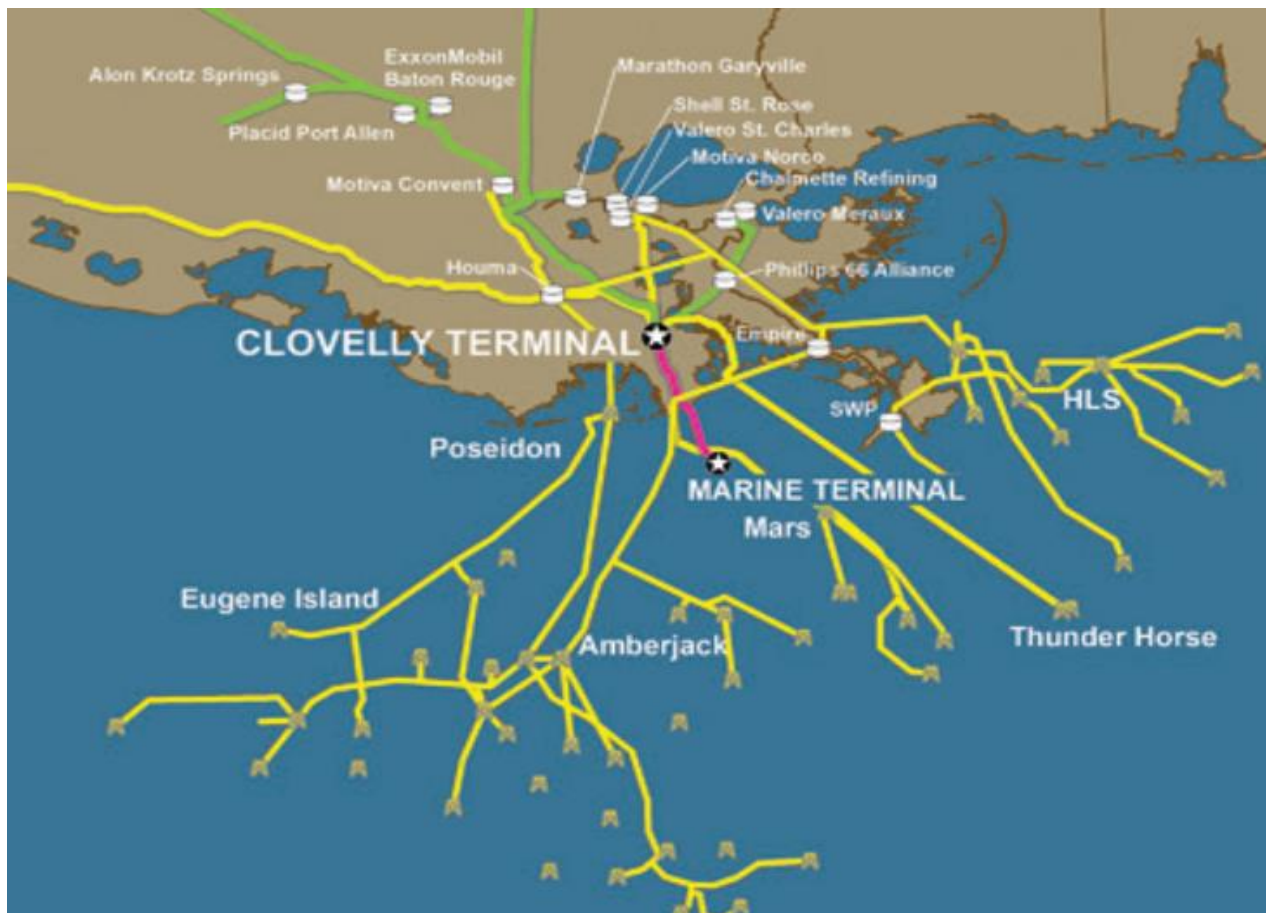 ExxonMobil
Baton Rouge
Alon Krotz Springs
Marathon Garyville
Shell St. Rose
Placid Port Allen
Valero St. Charles
Motiva Norco
Motiva Convent
Chalmette Refining
Valero Meraux
Houma
Phillips 66 Alliance
CLOVELLY TERMINAL
Empire
HLS
SWP
Poseidon
MARINE TERMINAL
Mars
Eugene Island
Amberjack
Thunder Horse